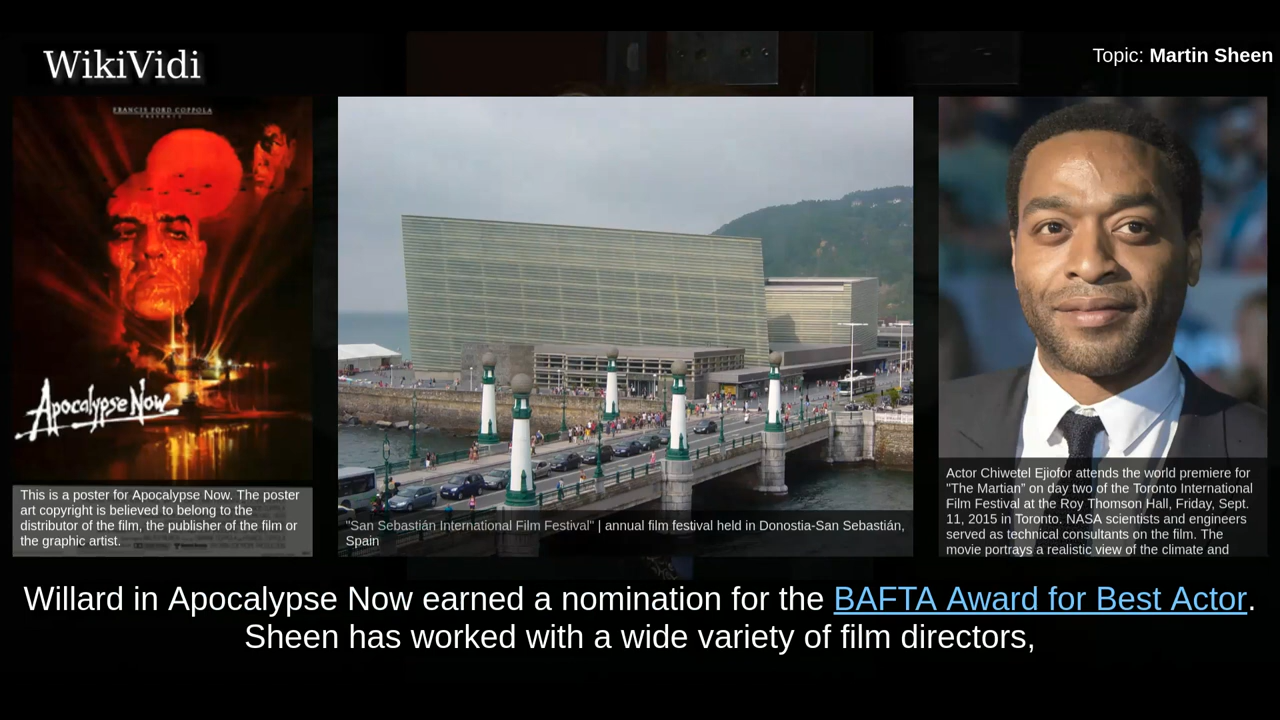 WikiVidi
Topic: Martin Sheen
FRANCIS FORD COPPOLA
PRESENTS
Apocalypse Now
This is a poster for Apocalypse Now. The poster
art copyright is believed to belong to the
distributor of the film, the publisher of the film or
the graphic artist.
"San Sebastián International Film Festival" | annual film festival held in Donostia-San Sebastián,
Spain
Actor Chiwetel Ejiofor attends the world premiere for
"The Martian" on day two of the Toronto International
Film Festival at the Roy Thomson Hall, Friday, Sept.
11, 2015 in Toronto. NASA scientists and engineers
served as technical consultants on the film. The
movie portrays a realistic view of the climate and
Willard in Apocalypse Now earned a nomination for the BAFTA Award for Best Actor.
Sheen has worked with a wide variety of film directors,